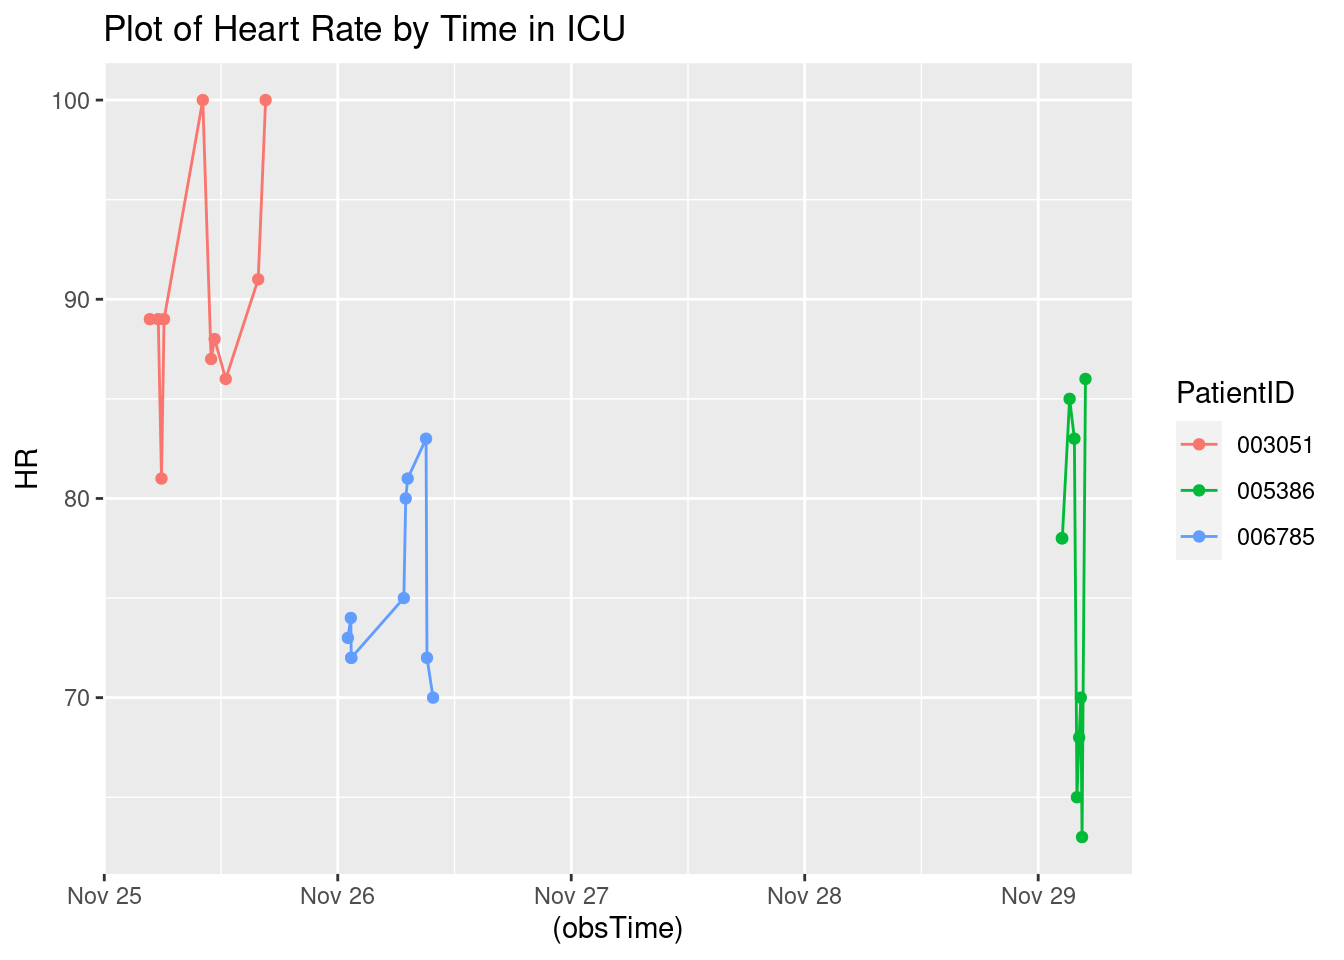 Plot of Heart Rate by Time in ICU
100
90
80
70
HR
Nov 25
Nov 26
Nov 27
Nov 28
Nov 29
(obsTime)
PatientID
003051
005386
006785